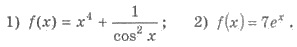 1) f(x) = x⁴ + 1/cos² x ; 2) f(x) = 7eˣ .